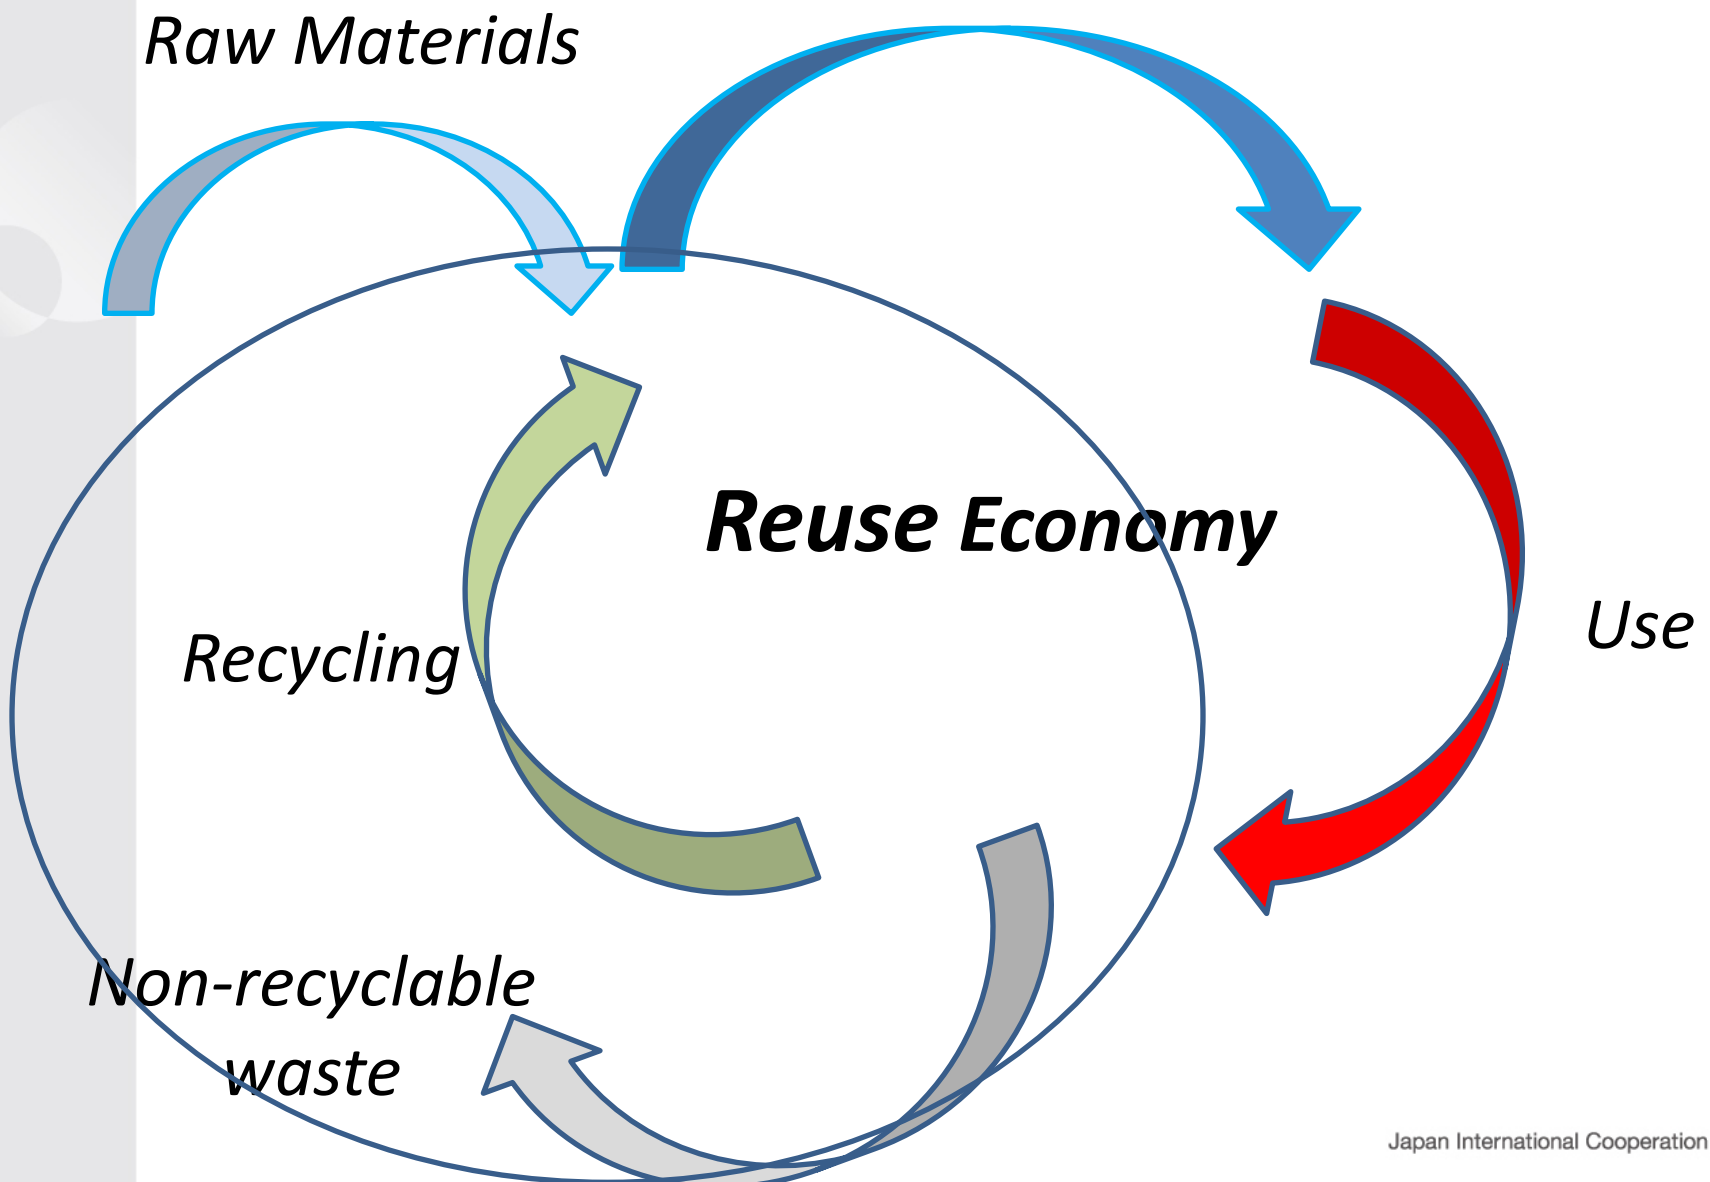 Raw Materials
Reuse Economy
Use
Recycling
Non-recyclable
waste
Japan International Cooperation